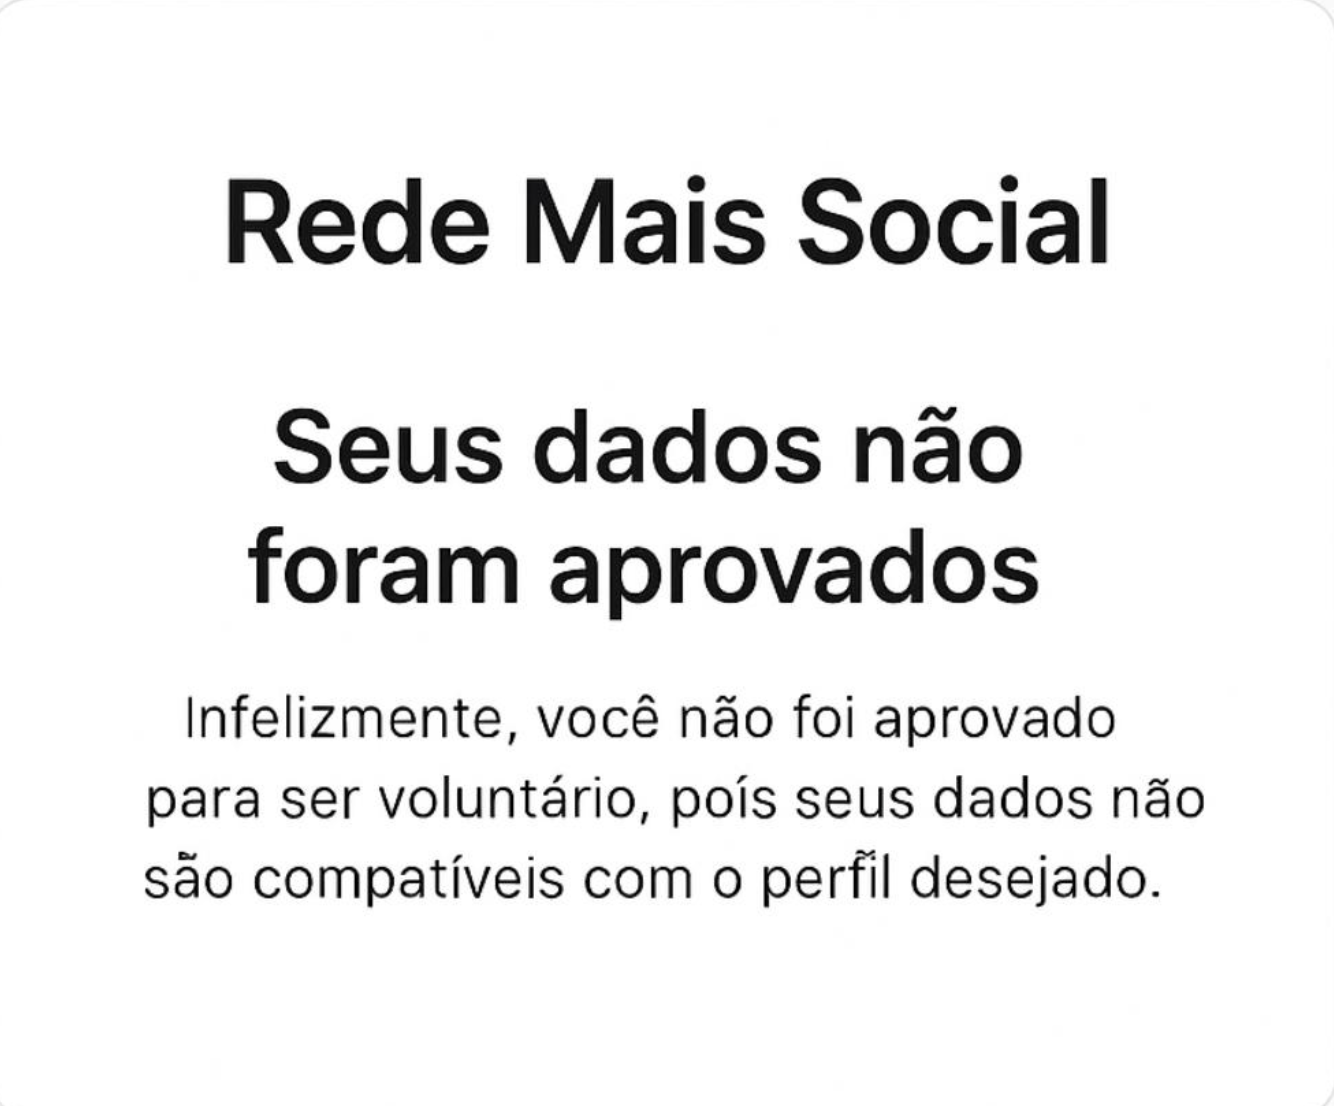 Rede Mais Social
Seus dados não
foram aprovados
Infelizmente, você não foi aprovado
para ser voluntário, poís seus dados não
são compatíveis com o perfĩl desejado.